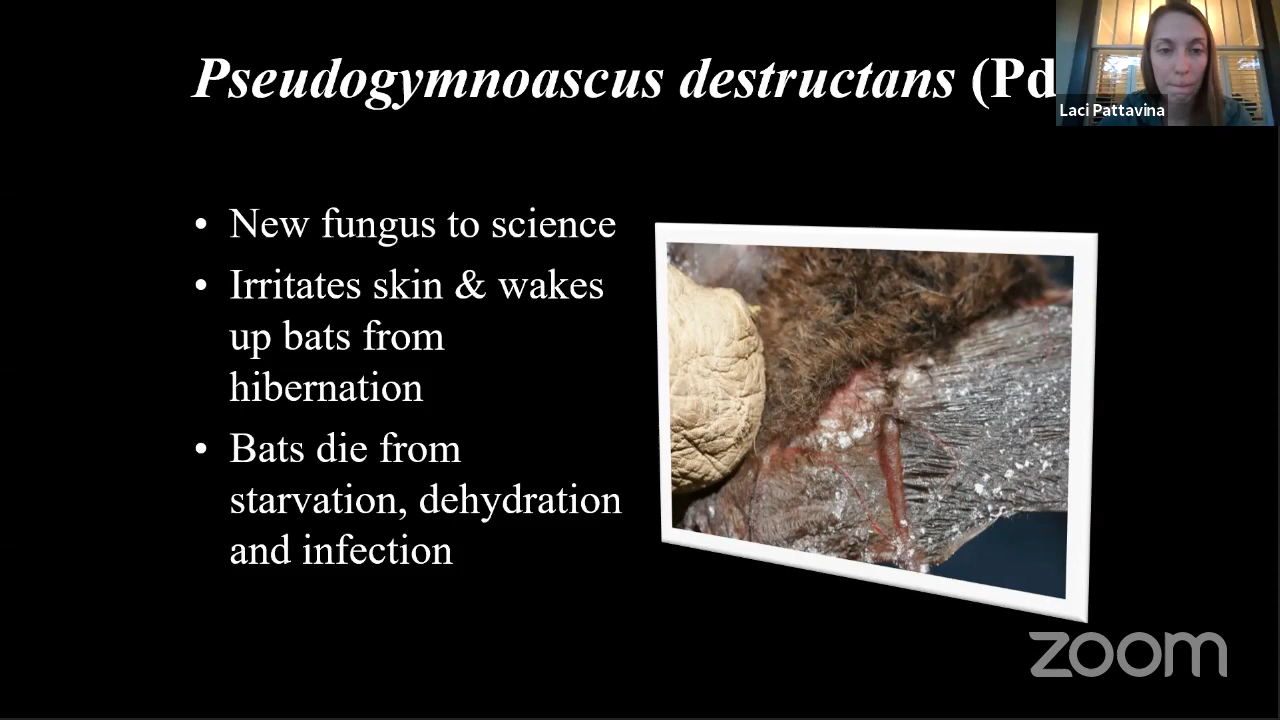 Pseudogymnoascus destructans (Pd
Laci Pattavina
• New fungus to science
• Irritates skin & wakes
up bats from
hibernation
• Bats die from
starvation, dehydration
and infection
zoom